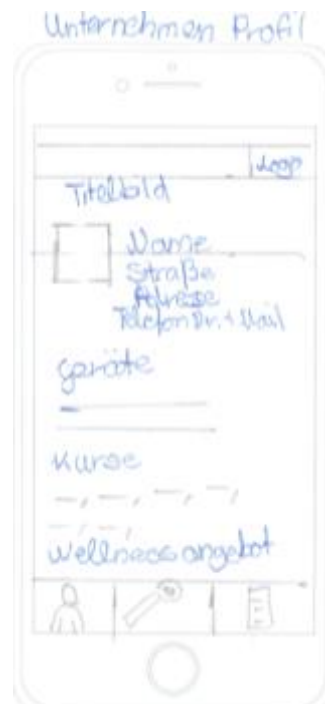 Unternehmen Profil
Logo
Titelbild
Name
Straße
Adresse
Telefon Nr. + Mail
Geräte
Kurse
Wellnessangebot